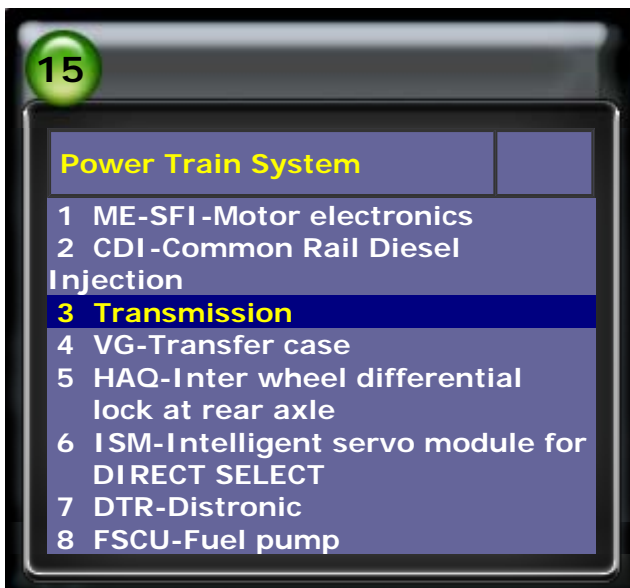 15
Power Train System
1 ME-SFI-Motor electronics
2 CDI-Common Rail Diesel
Injection
3 Transmission
4 VG-Transfer case
5 HAQ-Inter wheel differential
lock at rear axle
6 ISM-Intelligent servo module for
DIRECT SELECT
7 DTR-Distronic
8 FSCU-Fuel pump